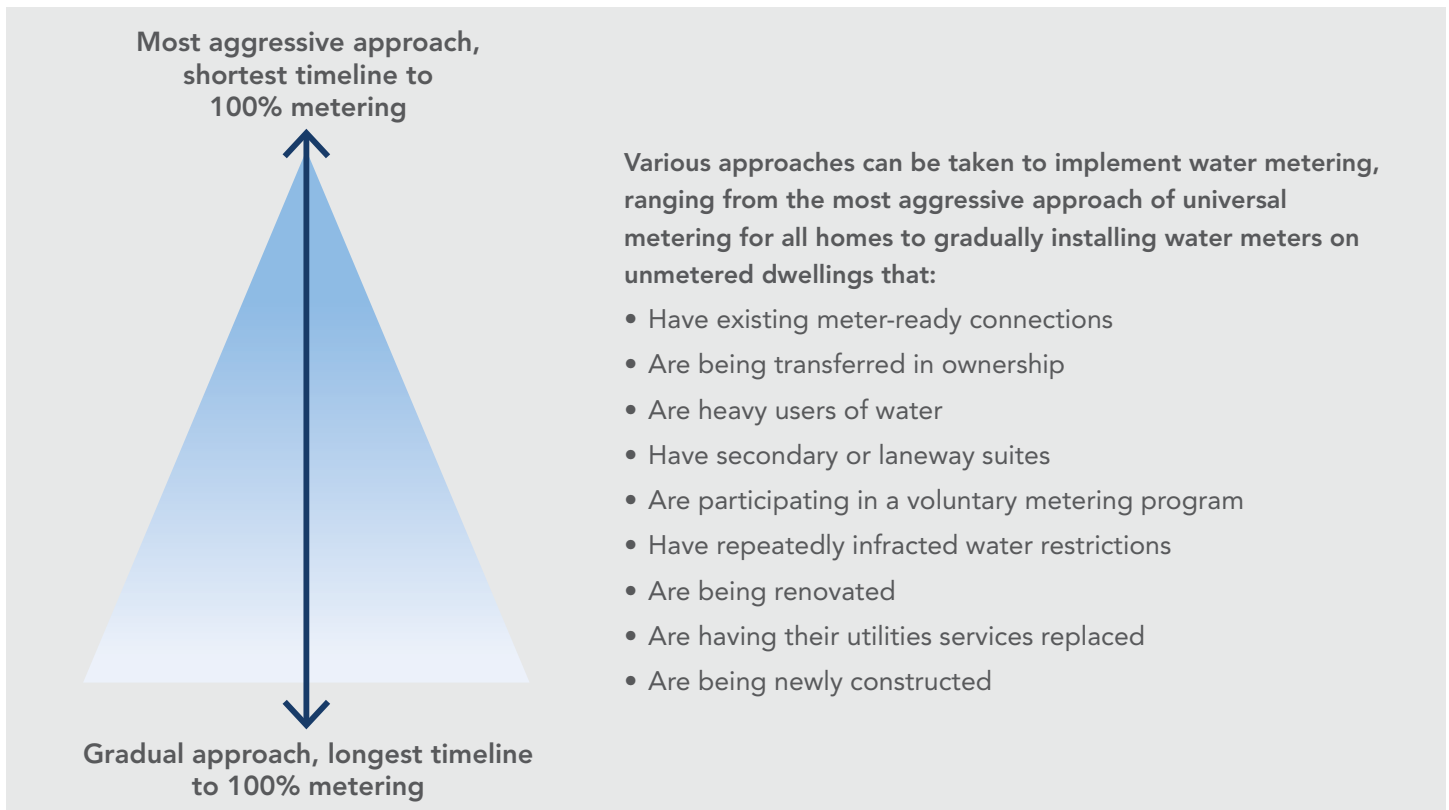 Most aggressive approach,
shortest timeline to
100% metering
Various approaches can be taken to implement water metering,
ranging from the most aggressive approach of universal
metering for all homes to gradually installing water meters on
unmetered dwellings that:
• Have existing meter-ready connections
• Are being transferred in ownership
• Are heavy users of water
• Have secondary or laneway suites
• Are participating in a voluntary metering program
• Have repeatedly infracted water restrictions
• Are being renovated
• Are having their utilities services replaced
• Are being newly constructed
Gradual approach, longest timeline
to 100% metering